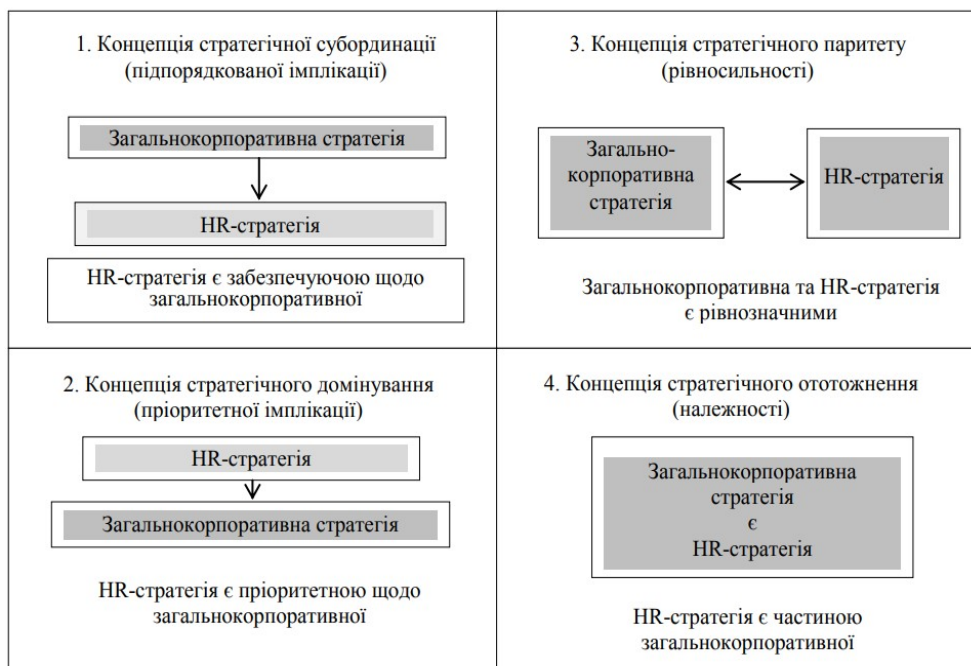 1. Концепція стратегічної субординації
(підпорядкованої імплікації)
Загальнокорпоративна стратегія
HR-стратегія
HR-стратегія є забезпечуючою щодо
загальнокорпоративної
2. Концепція стратегічного домінування
(пріоритетної імплікації)
HR-стратегія
Загальнокорпоративна стратегія
HR-стратегія є пріоритетною щодо
загальнокорпоративної
3. Концепція стратегічного паритету
(рівносильності)
Загально-
корпоративна
стратегія
HR-стратегія
Загальнокорпоративна та HR-стратегія
є рівнозначними
4. Концепція стратегічного ототожнення
(належності)
Загальнокорпоративна
стратегія
є
HR-стратегія
HR-стратегія є частиною
загальнокорпоративної